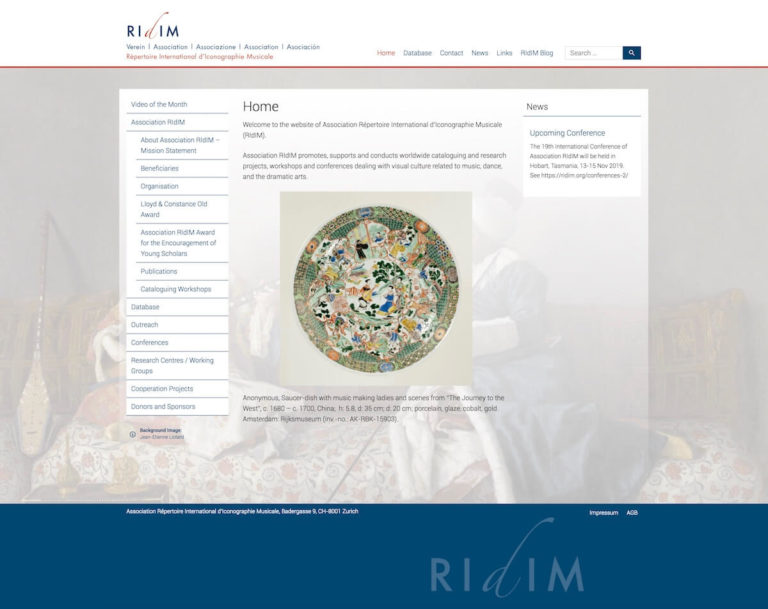 RIdIM
Verein | Association | Associazione | Association | Asociación
Répertoire International d'Iconographie Musicale
Home Database Contact News Links RIdIM Blog Search ...
Video of the Month
Association RIdIM
About Association RIdIM –
Mission Statement
Beneficiaries
Organisation
Lloyd & Constance Old
Award
Association RIdIM Award
for the Encouragement of
Young Scholars
Publications
Cataloguing Workshops
Database
Outreach
Conferences
Research Centres / Working
Groups
Cooperation Projects
Donors and Sponsors
Background Image:
Jean-Etienne Liotard
Home
Welcome to the website of Association Répertoire International d'Iconographie Musicale
(RIdIM).
Association RIdIM promotes, supports and conducts worldwide cataloguing and research
projects, workshops and conferences dealing with visual culture related to music, dance,
and the dramatic arts.
Anonymous, Saucer-dish with music making ladies and scenes from "The Journey to the
West", c. 1680 – c. 1700, China; h: 5.8, d: 35 cm; d: 20 cm; porcelain, glaze, cobalt, gold.
Amsterdam: Rijksmuseum (inv.-no.: AK-RBK-15903).
News
Upcoming Conference
The 19th International Conference of
Association RIdIM will be held in
Hobart, Tasmania, 13-15 Nov 2019.
See https://ridim.org/conferences-2/
Association Répertoire International d'Iconographie Musicale, Badergasse 9, CH-8001 Zurich
Impressum AGB
RIdIM